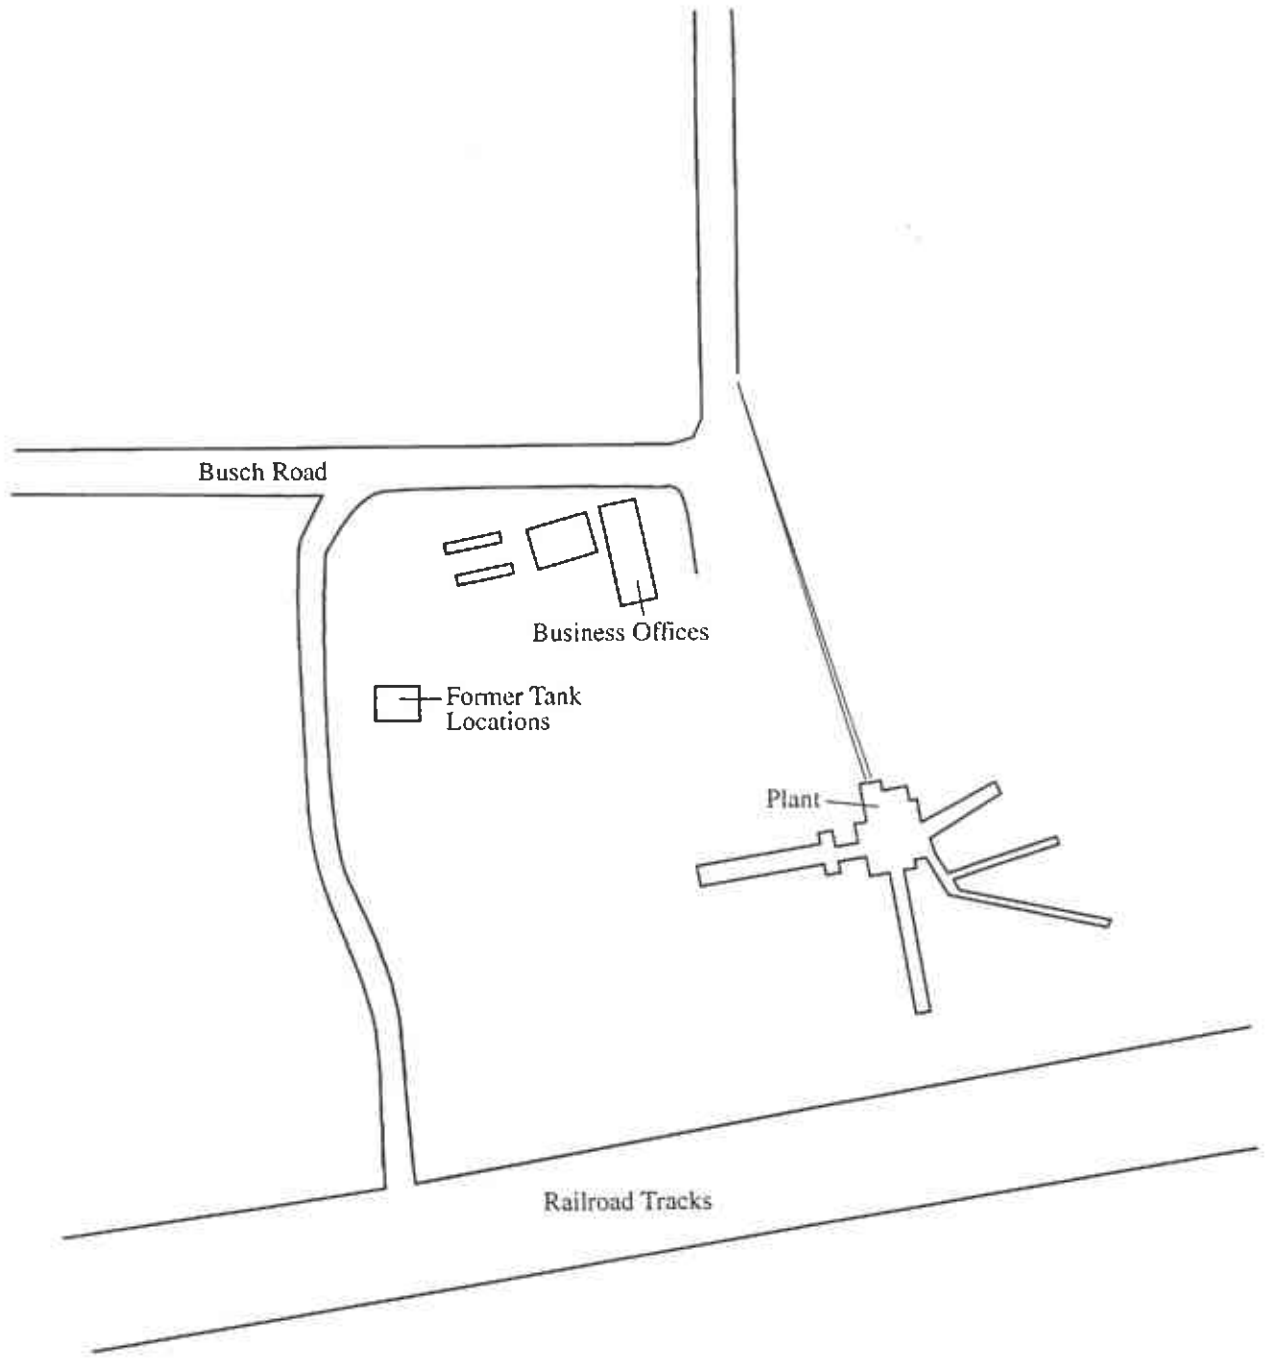 Busch Road
Business Offices
Former Tank
Locations
Plant
Railroad Tracks